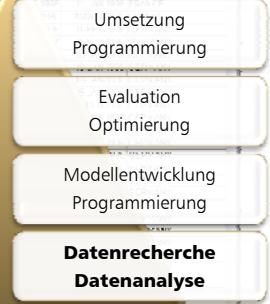 Umsetzung
Programmierung
Evaluation
Optimierung
Modellentwicklung
Programmierung
Datenrecherche
Datenanalyse